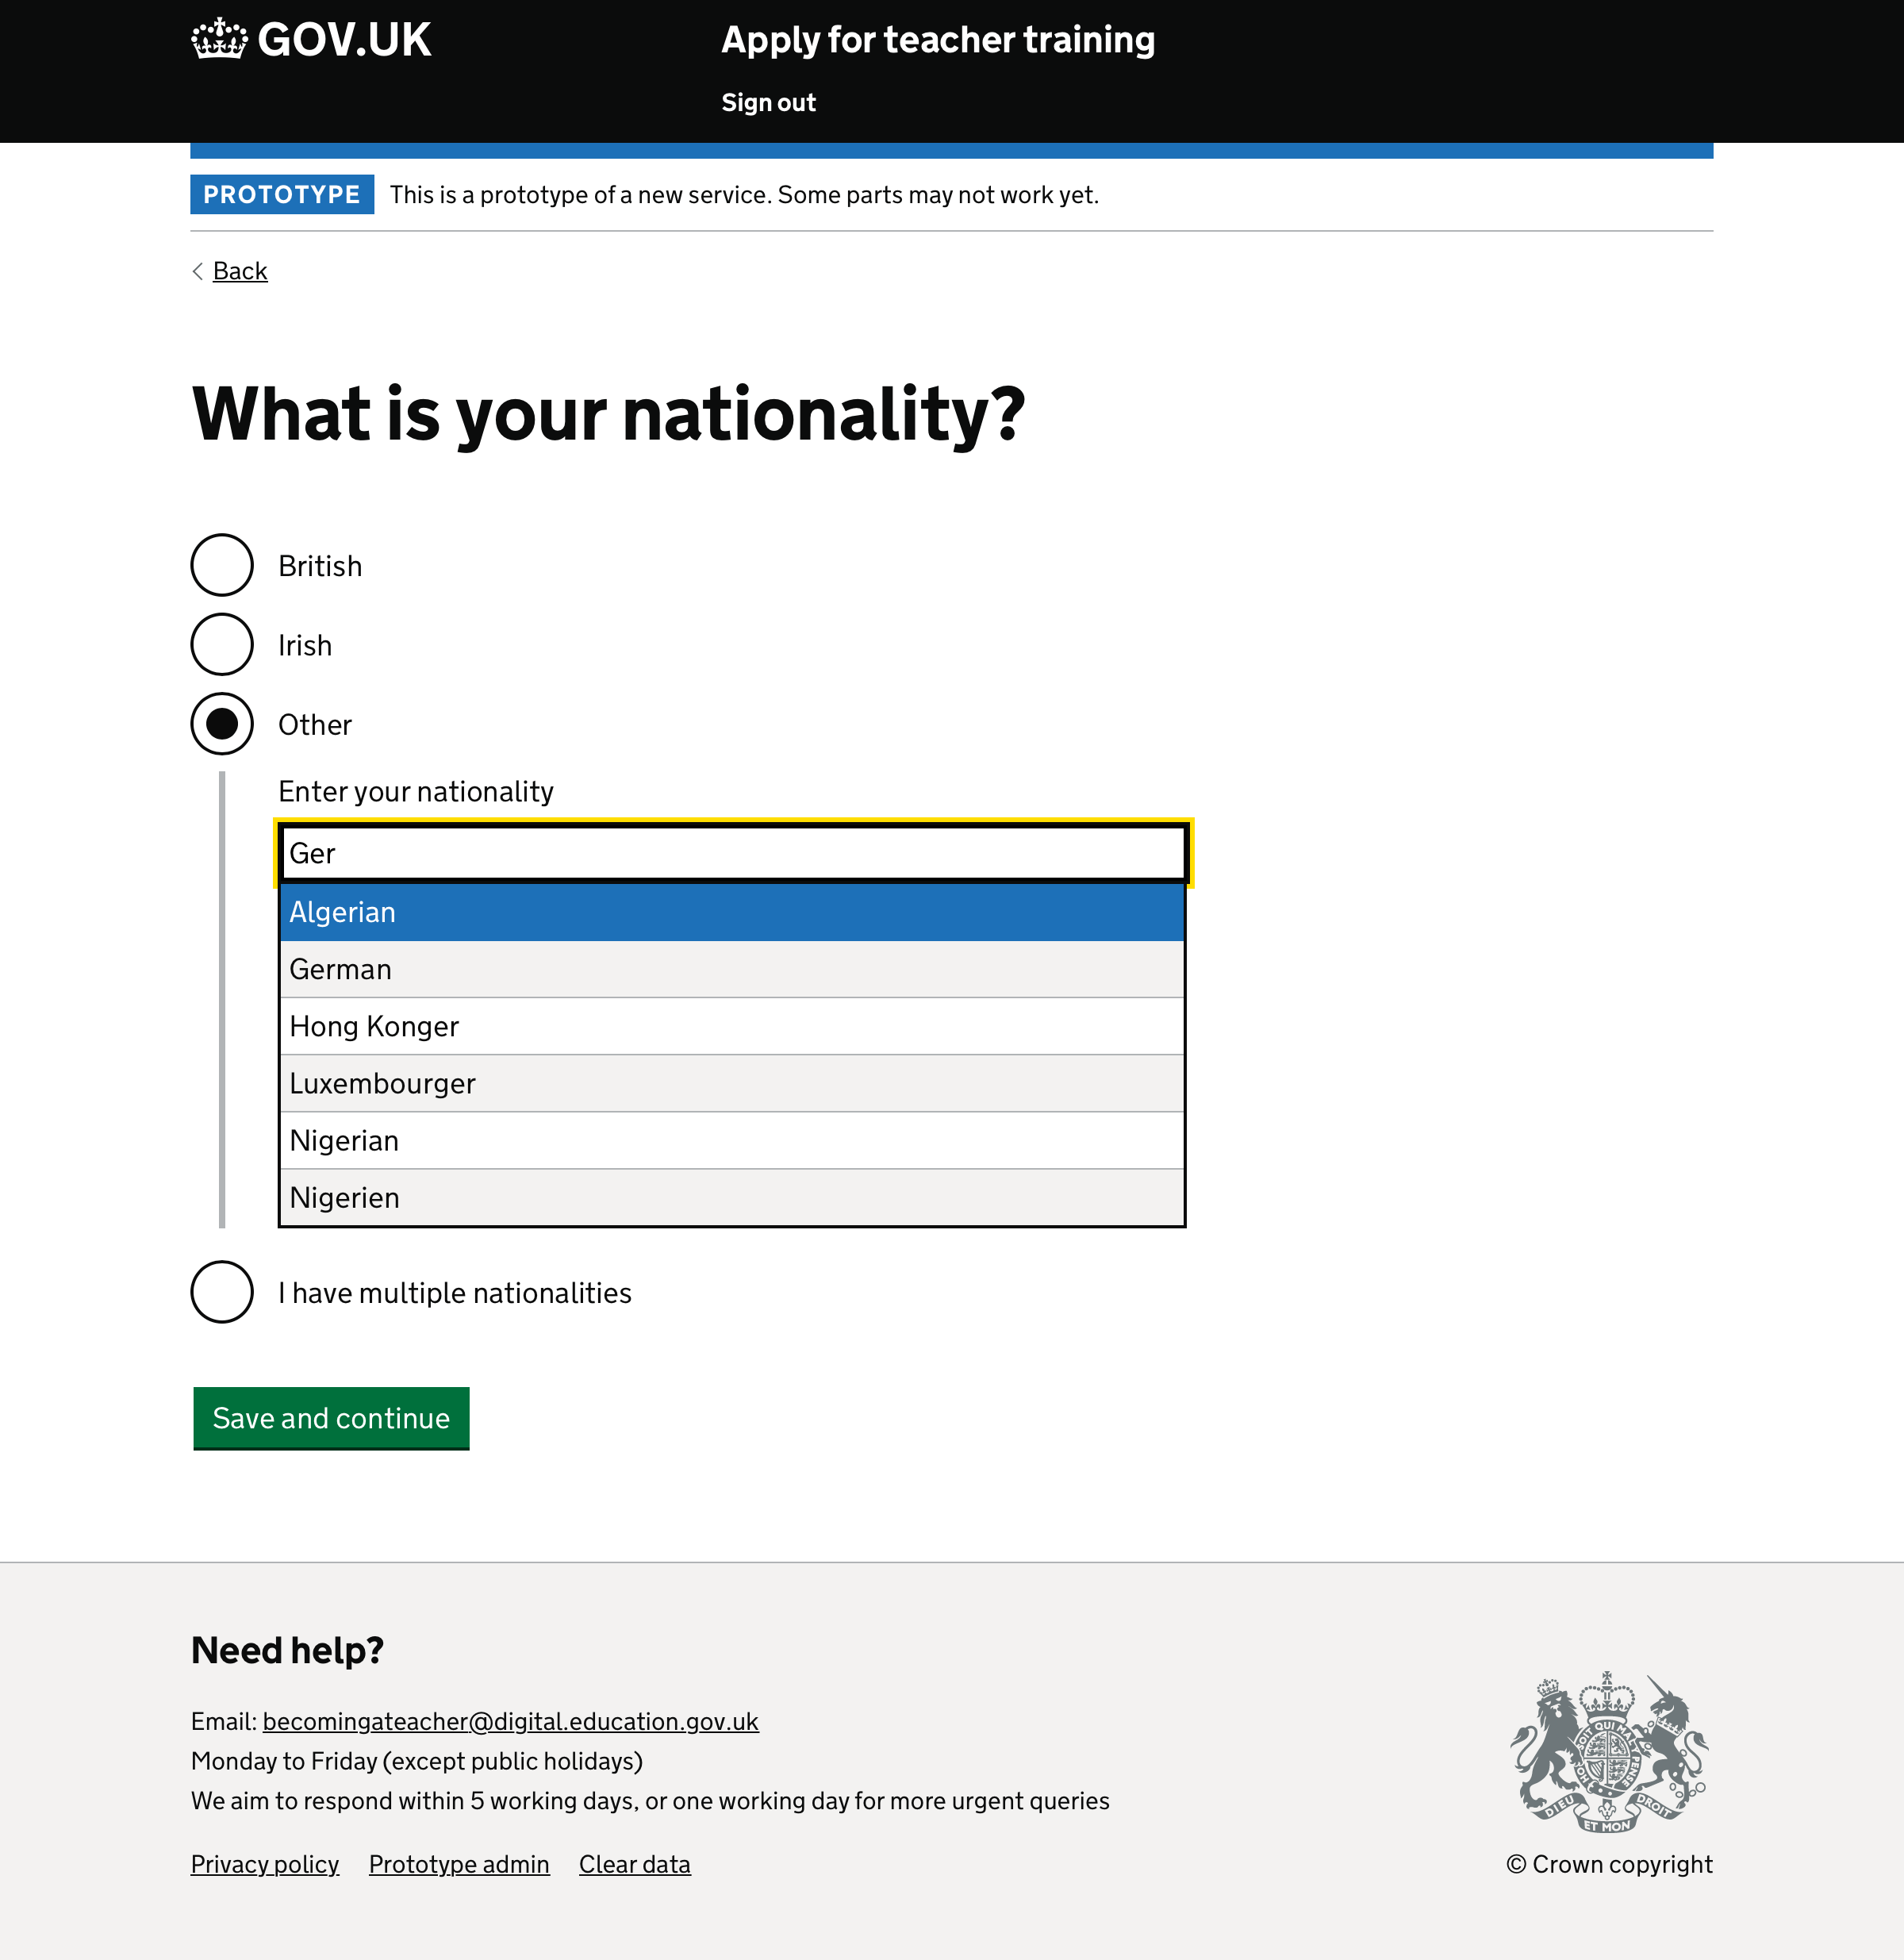 GOV.UK
Apply for teacher training
Sign out
PROTOTYPE This is a prototype of a new service. Some parts may not work yet.
Back
What is your nationality?
British
Irish
Other
Enter your nationality
Ger
Algerian
German
Hong Konger
Luxembourger
Nigerian
Nigerien
I have multiple nationalities
Save and continue
Need help?
Email: becomingateacher@digital.education.gov.uk
Monday to Friday (except public holidays)
We aim to respond within 5 working days, or one working day for more urgent queries
Privacy policy Prototype admin Clear data
DIEU ET MON DROIT
© Crown copyright